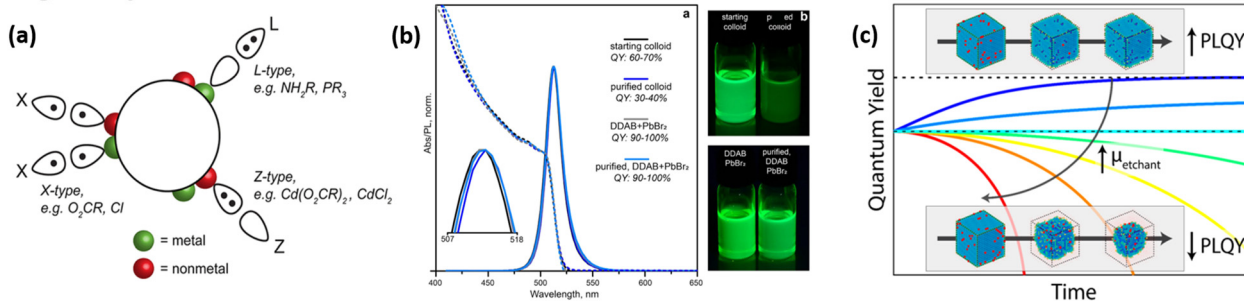 (a)
L
L-type,
e.g. NH₂R, PR₃
X
X
X-type,
e.g. O₂CR, Cl
Z-type,
e.g. Cd(O₂CR)₂, CdCl₂
Z
= metal
= nonmetal
(b)
a
Abs/PL, norm.
starting colloid
QY: 60-70%
purified colloid
QY: 30-40%
DDAB+PbBr₂
QY: 90-100%
purified, DDAB+PbBr₂
QY: 90-100%
507 518
400 450 500 550 600 650
Wavelength, nm
b
starting
colloid
colloid
DDAB
PbBr₂
purified,
DDAB
PbBr₂
(c)
Quantum Yield
↑ PLQY
↑ μetchant
↓ PLQY
Time